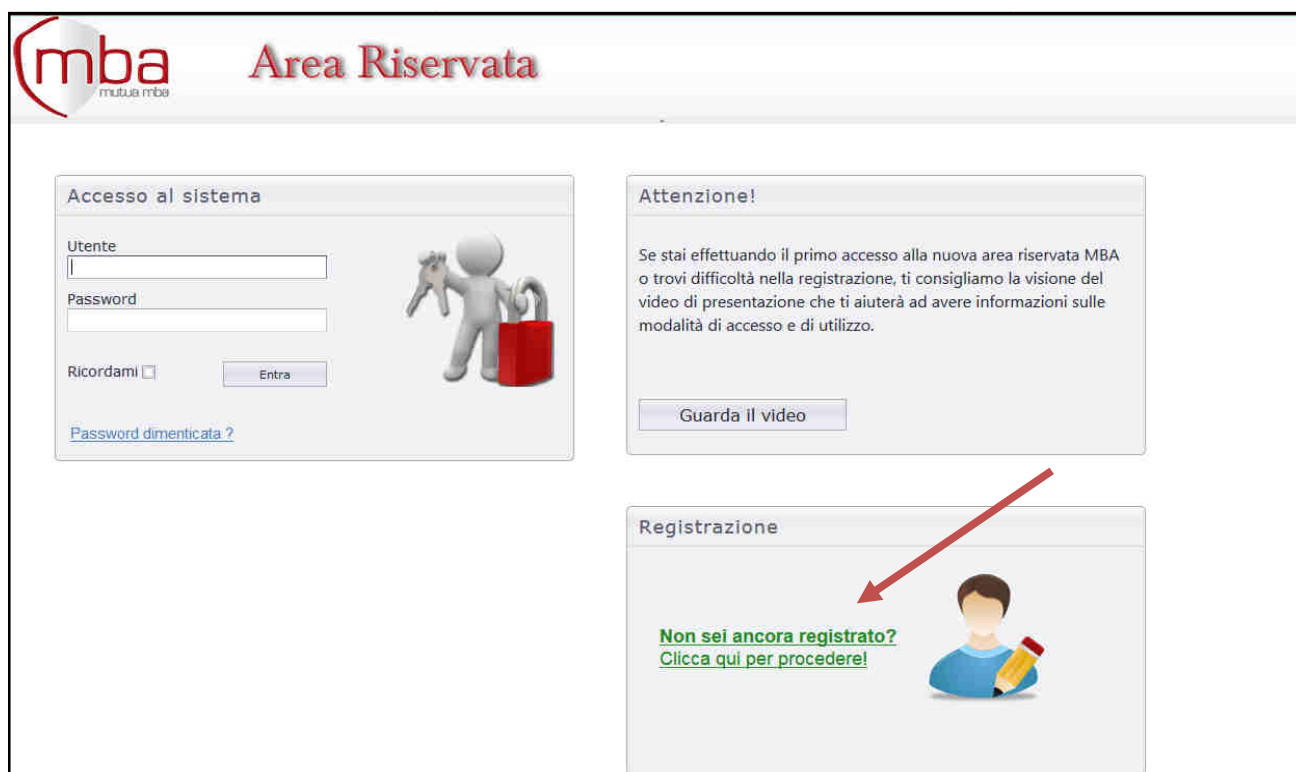 mba
mutua mba
Area Riservata
Accesso al sistema
Utente
Password
Ricordami
Entra
Password dimenticata ?
Attenzione!
Se stai effettuando il primo accesso alla nuova area riservata MBA
o trovi difficoltà nella registrazione, ti consigliamo la visione del
video di presentazione che ti aiuterà ad avere informazioni sulle
modalità di accesso e di utilizzo.
Guarda il video
Registrazione
Non sei ancora registrato?
Clicca qui per procedere!